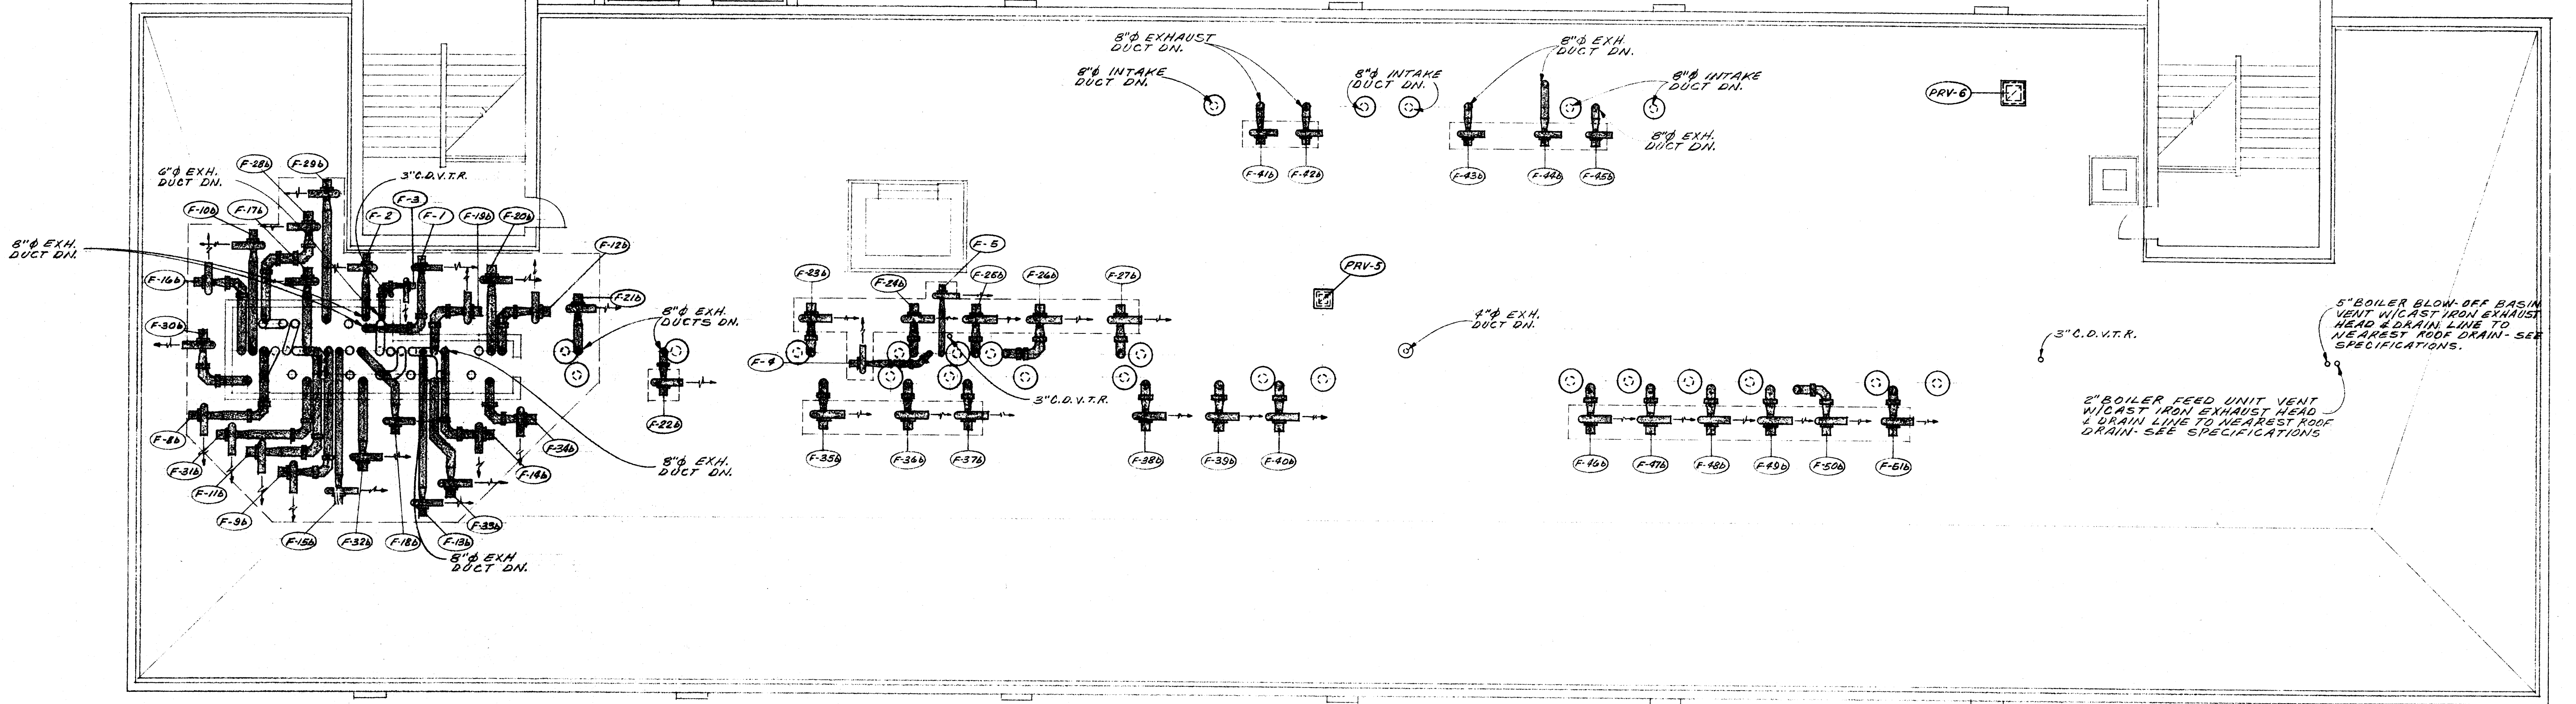 8"φ EXHAUST
DUCT DN.
8"φ EXH.
DUCT DN.
8"φ INTAKE
DUCT DN.
8"φ INTAKE
DUCT DN.
8"φ INTAKE
DUCT DN.
PRV-6
8"φ EXH.
DUCT DN.
F-41b
F-42b
F-43b
F-44b
F-45b
6"φ EXH.
DUCT DN.
F-28b
F-29b
3"C.D.V.T.R.
F-10b
F-17b
F-2
F-3
F-1
F-19b
F-20b
8"φ EXH.
DUCT DN.
F-12b
F-16b
F-21b
F-30b
8"φ EXH.
DUCTS DN.
F-5
F-23b
F-24b
F-25b
F-26b
F-27b
F-4
PRV-5
4"φ EXH.
DUCT DN.
3"C.D.V.T.R.
3"C.D.V.T.R.
5"BOILER BLOW-OFF BASIN
VENT W/CAST IRON EXHAUST
HEAD & DRAIN LINE TO
NEAREST ROOF DRAIN-SEE
SPECIFICATIONS.
2"BOILER FEED UNIT VENT
W/CAST IRON EXHAUST HEAD
& DRAIN LINE TO NEAREST ROOF
DRAIN-SEE SPECIFICATIONS
F-22b
F-8b
F-31b
F-11b
F-9b
F-15b
F-32b
F-18b
F-13b
F-33b
F-14b
F-34b
8"φ EXH.
DUCT DN.
8"φ EXH.
DUCT DN.
F-35b
F-36b
F-37b
F-38b
F-39b
F-40b
F-46b
F-47b
F-48b
F-49b
F-50b
F-51b